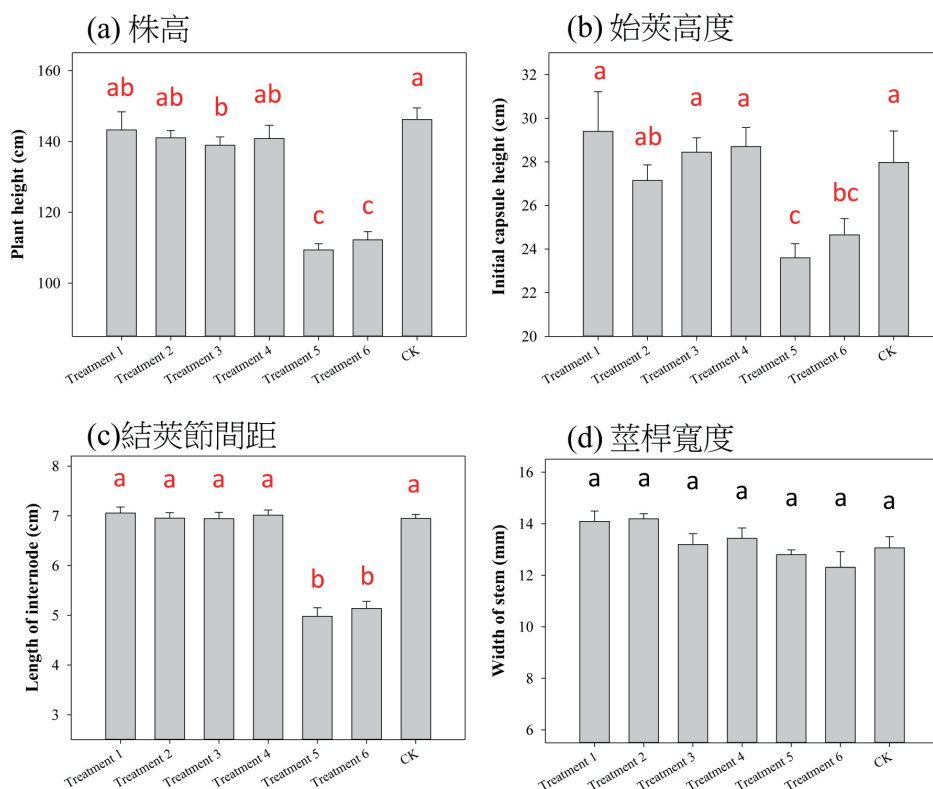 (a) 株高
160
140
120
100
Plant height (cm)
ab
ab
b
ab
c
c
a
Treatment 1
Treatment 2
Treatment 3
Treatment 4
Treatment 5
Treatment 6
CK
(b) 始莢高度
32
30
28
26
24
22
20
Initial capsule height (cm)
a
ab
a
a
c
bc
a
Treatment 1
Treatment 2
Treatment 3
Treatment 4
Treatment 5
Treatment 6
CK
(c)結莢節間距
8
7
6
5
4
3
Length of internode (cm)
a
a
a
a
b
b
a
Treatment 1
Treatment 2
Treatment 3
Treatment 4
Treatment 5
Treatment 6
CK
(d) 莖桿寬度
16
14
12
10
8
6
Width of stem (mm)
a
a
a
a
a
a
a
Treatment 1
Treatment 2
Treatment 3
Treatment 4
Treatment 5
Treatment 6
CK